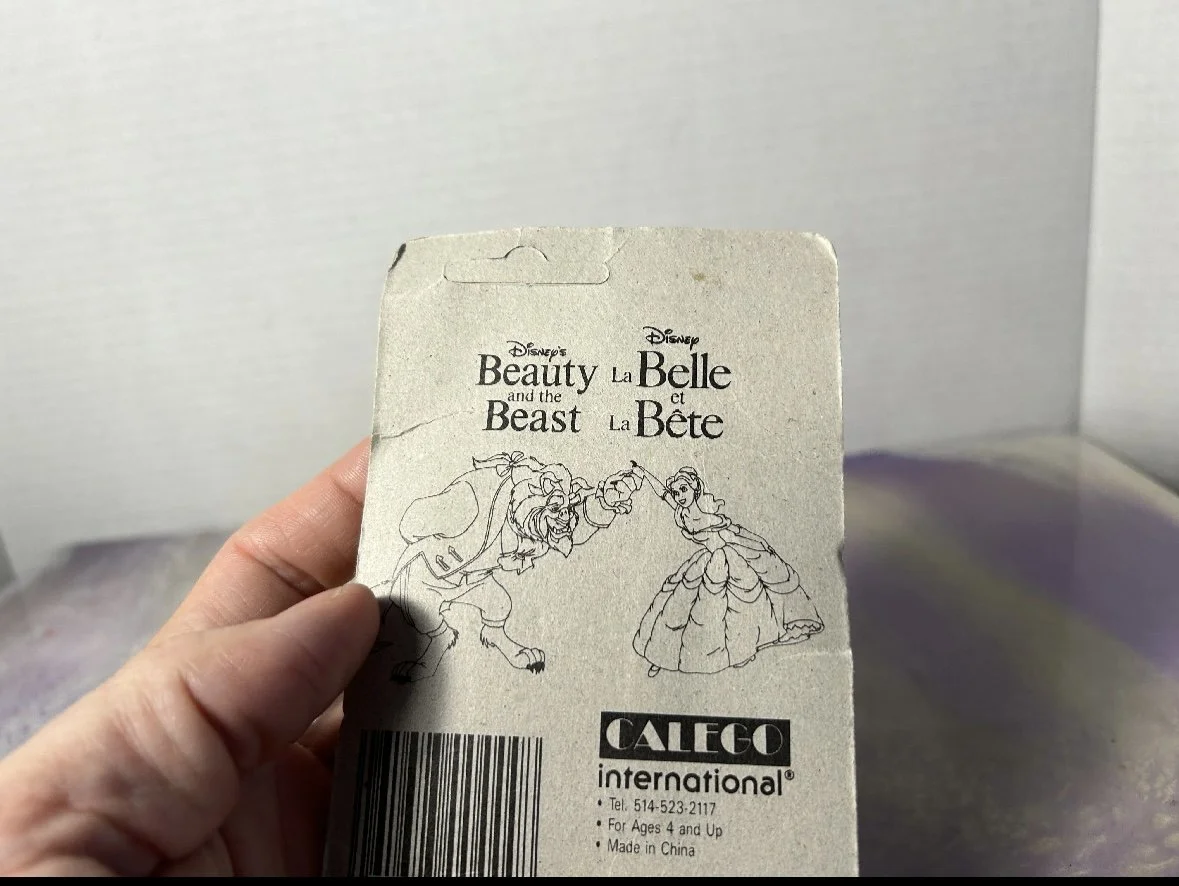 Disney's
Beauty
and the
Beast
Disney
La Belle
et
La Bête
CALEGO
international®
• Tel. 514-523-2117
• For Ages 4 and Up
• Made in China